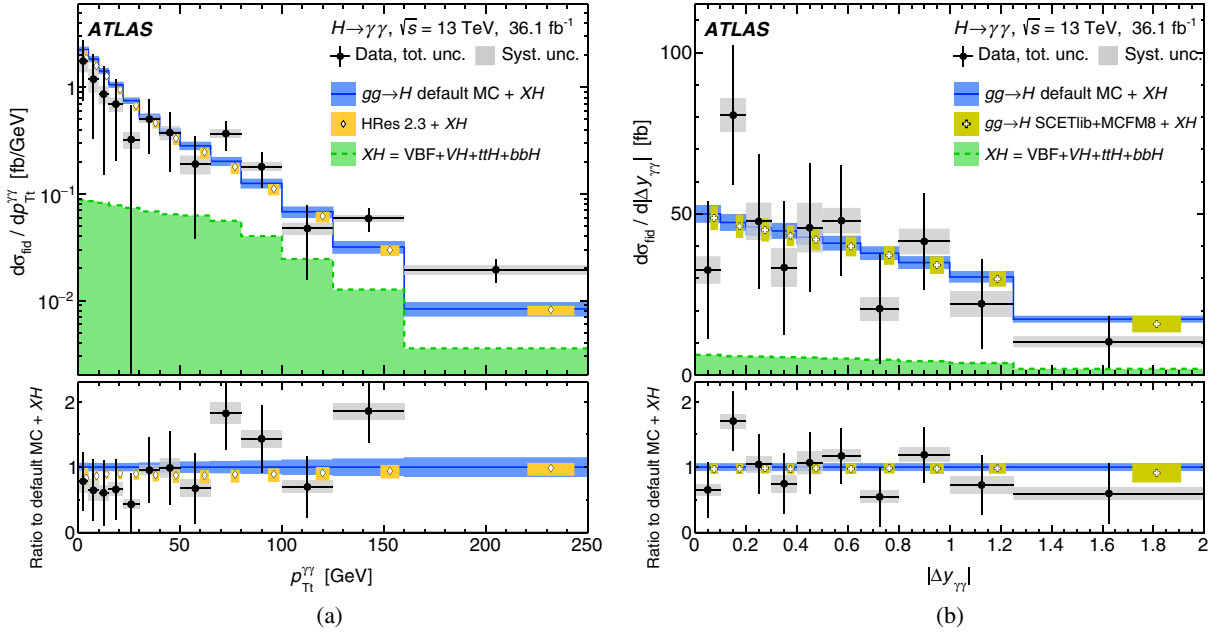 ATLAS
H→γγ, √s = 13 TeV, 36.1 fb⁻¹
Data, tot. unc. Syst. unc.
gg→H default MC + XH
HRes 2.3 + XH
XH = VBF+VH+ttH+bbH
dσ_fid / dp_Tt^γγ [fb/GeV]
1
10⁻¹
10⁻²
Ratio to default MC + XH
2
1
0
0 50 100 150 200 250
p_Tt^γγ [GeV]
(a)
ATLAS
H→γγ, √s = 13 TeV, 36.1 fb⁻¹
Data, tot. unc. Syst. unc.
gg→H default MC + XH
gg→H SCETlib+MCFM8 + XH
XH = VBF+VH+ttH+bbH
dσ_fid / d|Δy_γγ| [fb]
100
50
0
Ratio to default MC + XH
2
1
0
0 0.2 0.4 0.6 0.8 1 1.2 1.4 1.6 1.8 2
|Δy_γγ|
(b)